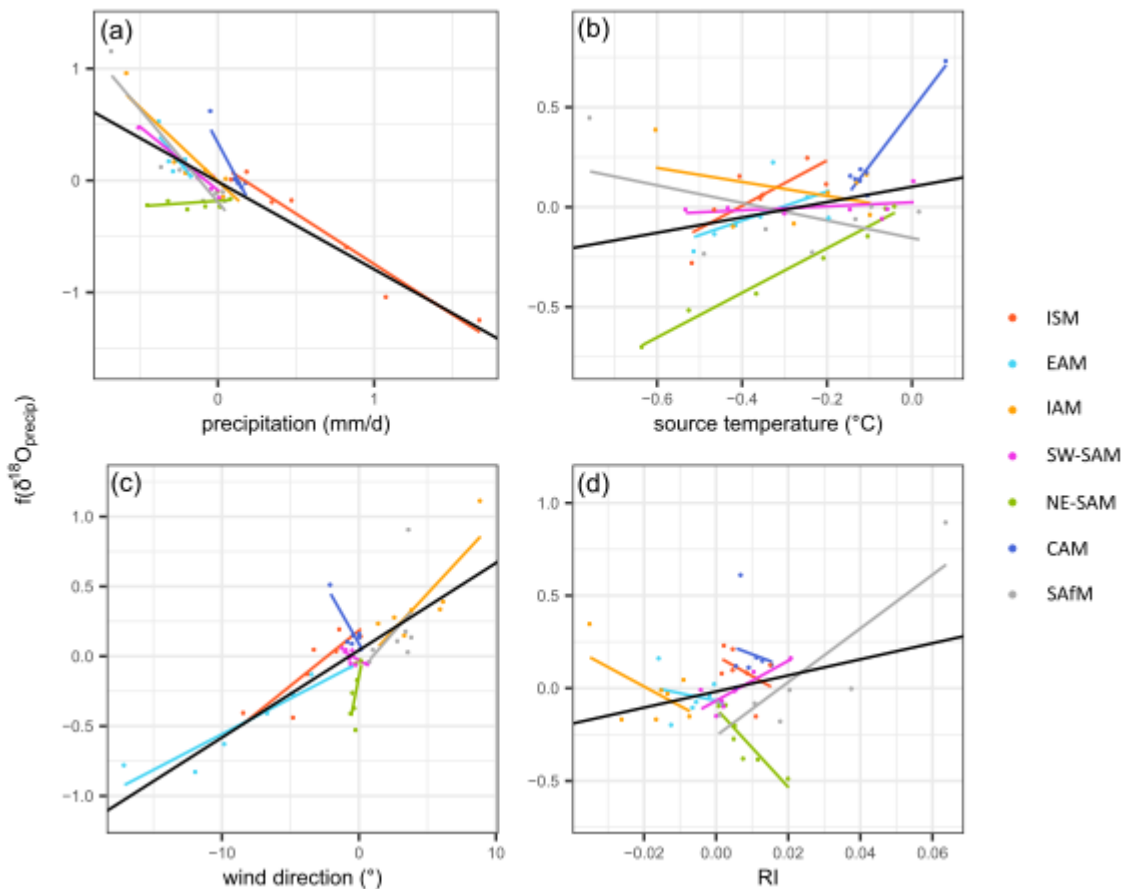 (a)
(b)
1
0
−1
0
1
precipitation (mm/d)
0.5
0.0
−0.5
−0.6
−0.4
−0.2
0.0
source temperature (°C)
f(δ¹⁸Oprecip)
(c)
(d)
1.0
0.5
0.0
−0.5
−1.0
−10
0
10
wind direction (°)
1.0
0.5
0.0
−0.5
−0.02
0.00
0.02
0.04
0.06
RI
ISM
EAM
IAM
SW-SAM
NE-SAM
CAM
SAfM